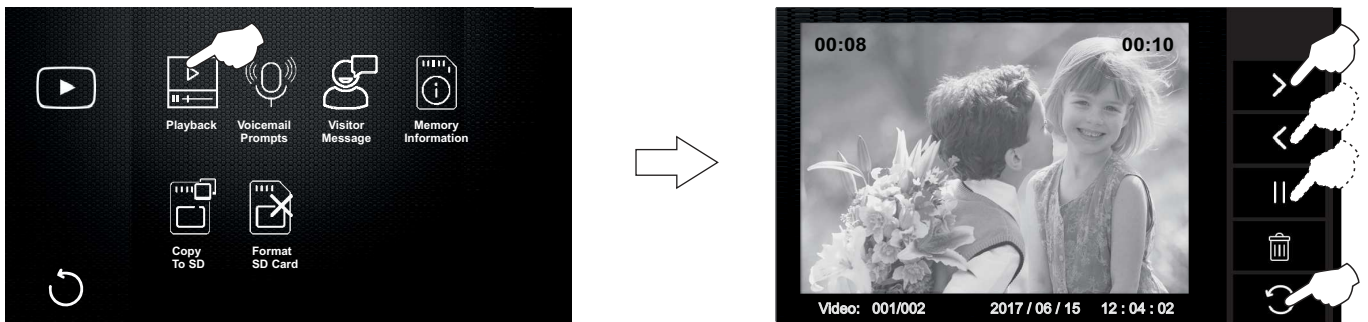 Playback
Voicemail
Prompts
Visitor
Message
Memory
Information
Copy
To SD
Format
SD Card
00:08 00:10
Video: 001/002 2017 / 06 / 15 12 : 04 : 02